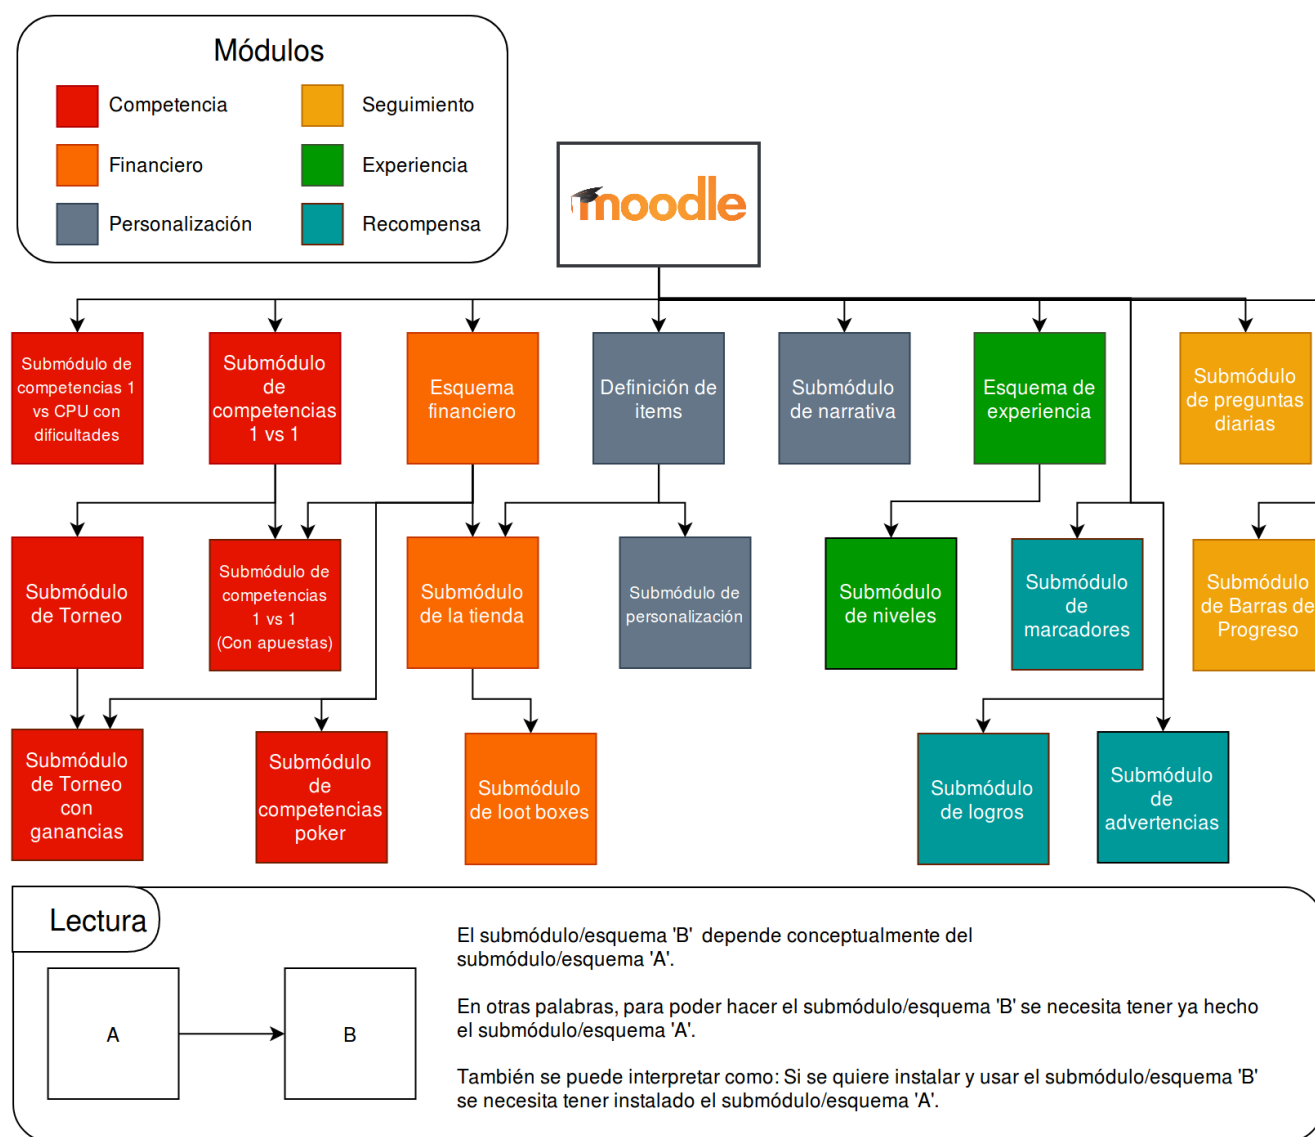 Módulos
Competencia
Seguimiento
Financiero
Experiencia
Personalización
Recompensa
moodle
Submódulo de
competencias 1
vs CPU con
dificultades
Submódulo
de
competencias
1 vs 1
Esquema
financiero
Definición de
items
Submódulo
de narrativa
Esquema de
experiencia
Submódulo
de preguntas
diarias
Submódulo
de Torneo
Submódulo de
competencias
1 vs 1
(Con apuestas)
Submódulo
de la tienda
Submódulo de
personalización
Submódulo
de niveles
Submódulo
de
marcadores
Submódulo
de Barras de
Progreso
Submódulo
de Torneo
con
ganancias
Submódulo
de
competencias
poker
Submódulo
de loot boxes
Submódulo
de logros
Submódulo
de
advertencias
Lectura
A
B
El submódulo/esquema 'B' depende conceptualmente del
submódulo/esquema 'A'.
En otras palabras, para poder hacer el submódulo/esquema 'B' se necesita tener ya hecho
el submódulo/esquema 'A'.
También se puede interpretar como: Si se quiere instalar y usar el submódulo/esquema 'B'
se necesita tener instalado el submódulo/esquema 'A'.